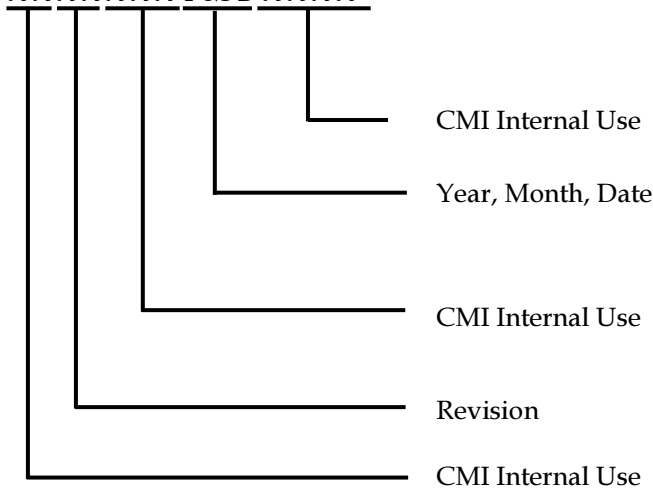 CMI Internal Use
Year, Month, Date
CMI Internal Use
Revision
CMI Internal Use